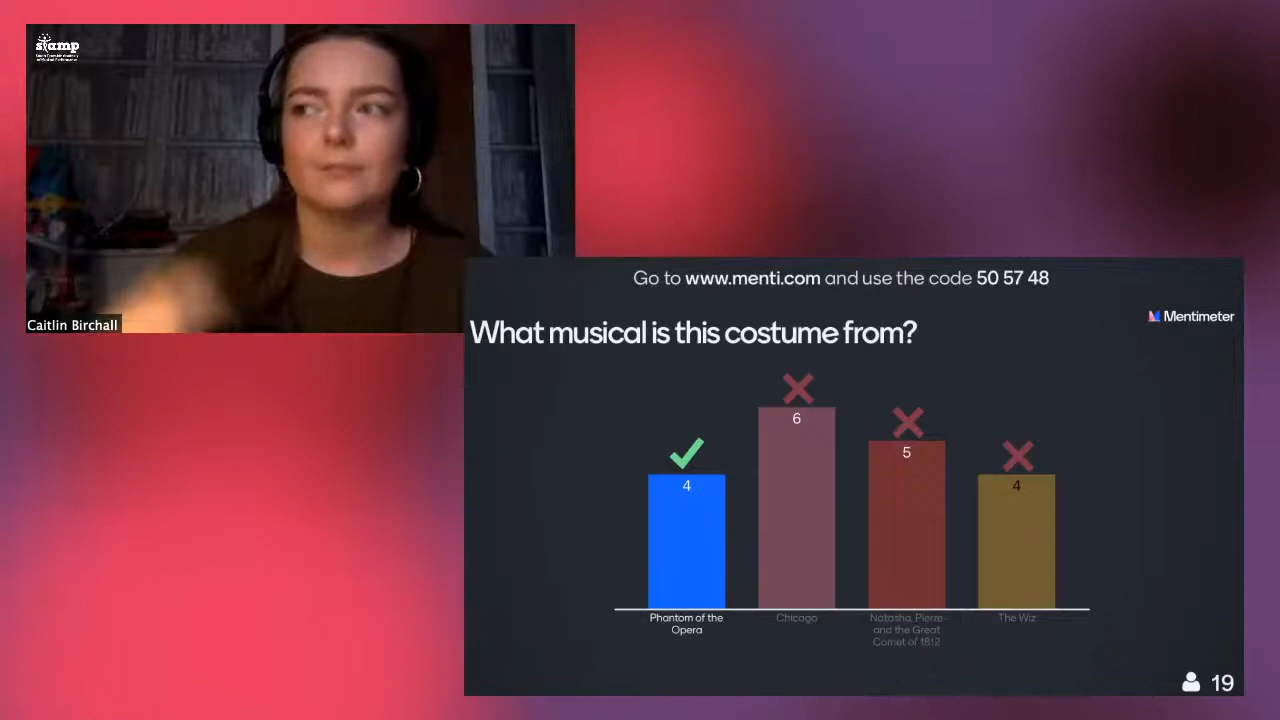 stamp
Caitlin Birchall
Go to www.menti.com and use the code 50 57 48
Mentimeter
What musical is this costume from?
4
6
5
4
Phantom of the
Opera
Chicago
Natasha, Pierre
and the Great
Comet of 1812
The Wiz
19